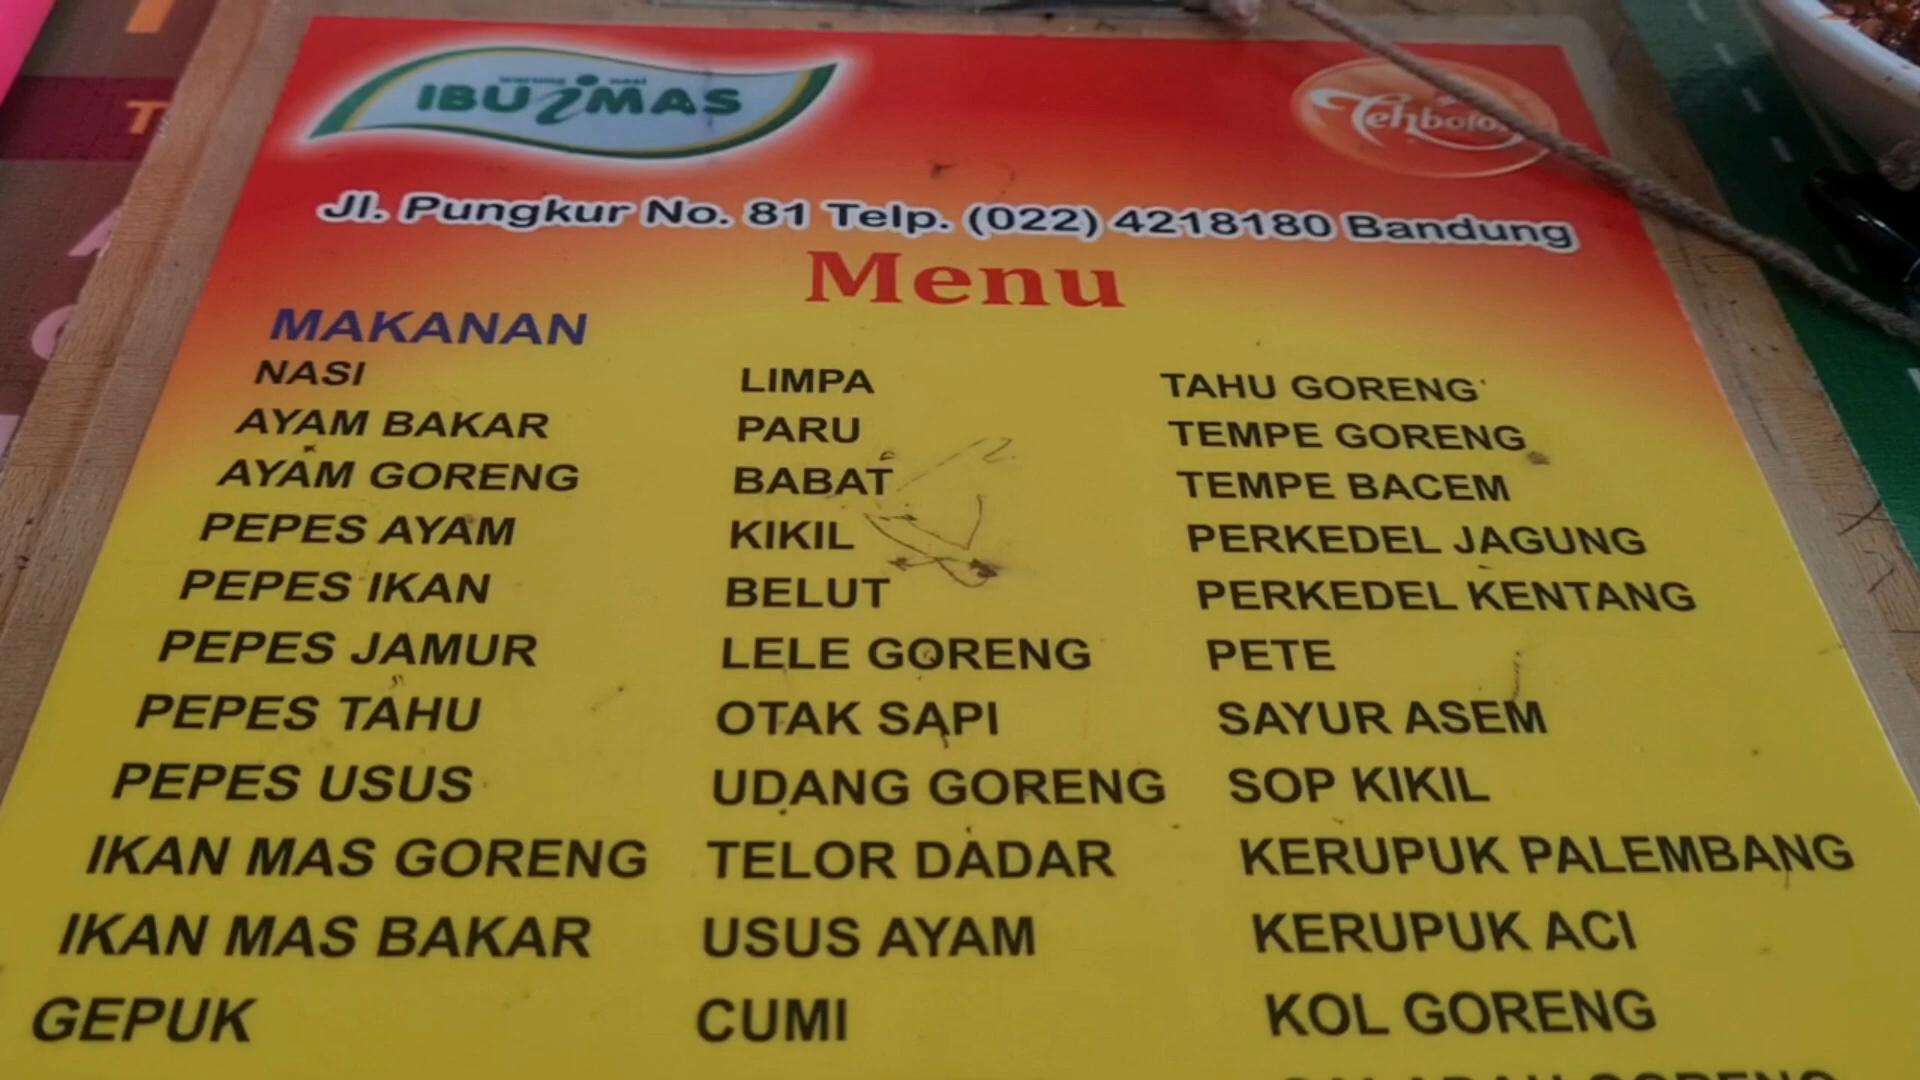 warung nasi
IBU iMAS
Tehbotol
Jl. Pungkur No. 81 Telp. (022) 4218180 Bandung
Menu
MAKANAN
NASI
AYAM BAKAR
AYAM GORENG
PEPES AYAM
PEPES IKAN
PEPES JAMUR
PEPES TAHU
PEPES USUS
IKAN MAS GORENG
IKAN MAS BAKAR
GEPUK
LIMPA
PARU
BABAT
KIKIL
BELUT
LELE GORENG
OTAK SAPI
UDANG GORENG
TELOR DADAR
USUS AYAM
CUMI
TAHU GORENG
TEMPE GORENG
TEMPE BACEM
PERKEDEL JAGUNG
PERKEDEL KENTANG
PETE
SAYUR ASEM
SOP KIKIL
KERUPUK PALEMBANG
KERUPUK ACI
KOL GORENG